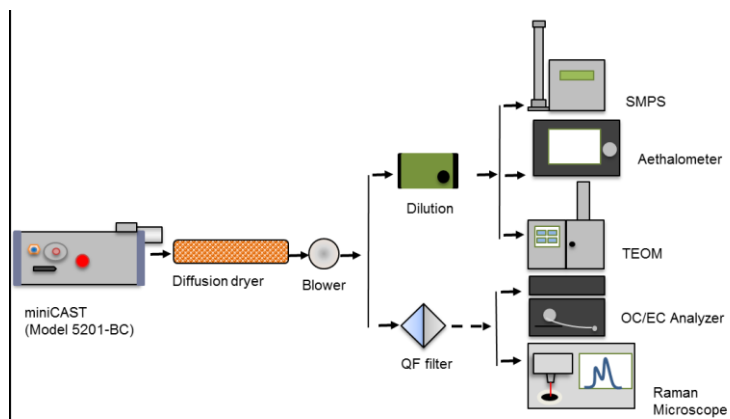 SMPS
Aethalometer
Dilution
TEOM
Diffusion dryer
Blower
miniCAST
(Model 5201-BC)
OC/EC Analyzer
QF filter
Raman
Microscope